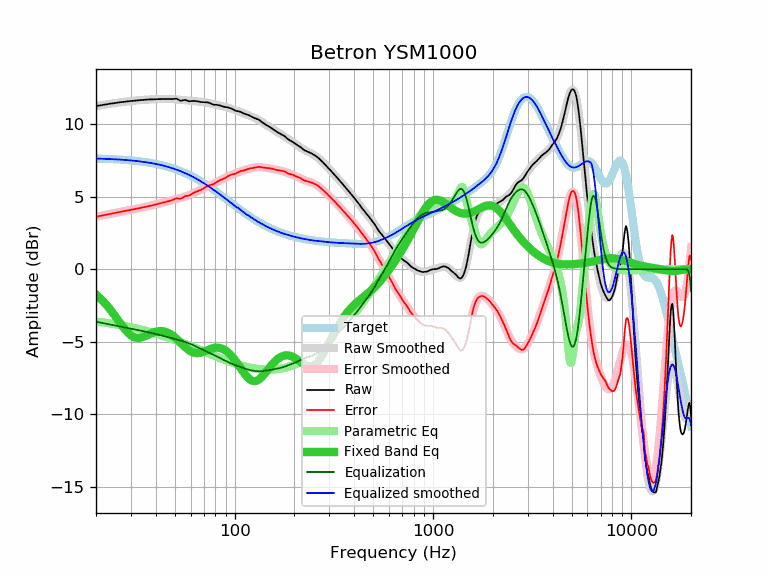 Betron YSM1000
10
5
0
−5
−10
−15
Amplitude (dBr)
Target
Raw Smoothed
Error Smoothed
Raw
Error
Parametric Eq
Fixed Band Eq
Equalization
Equalized smoothed
100 1000 10000
Frequency (Hz)